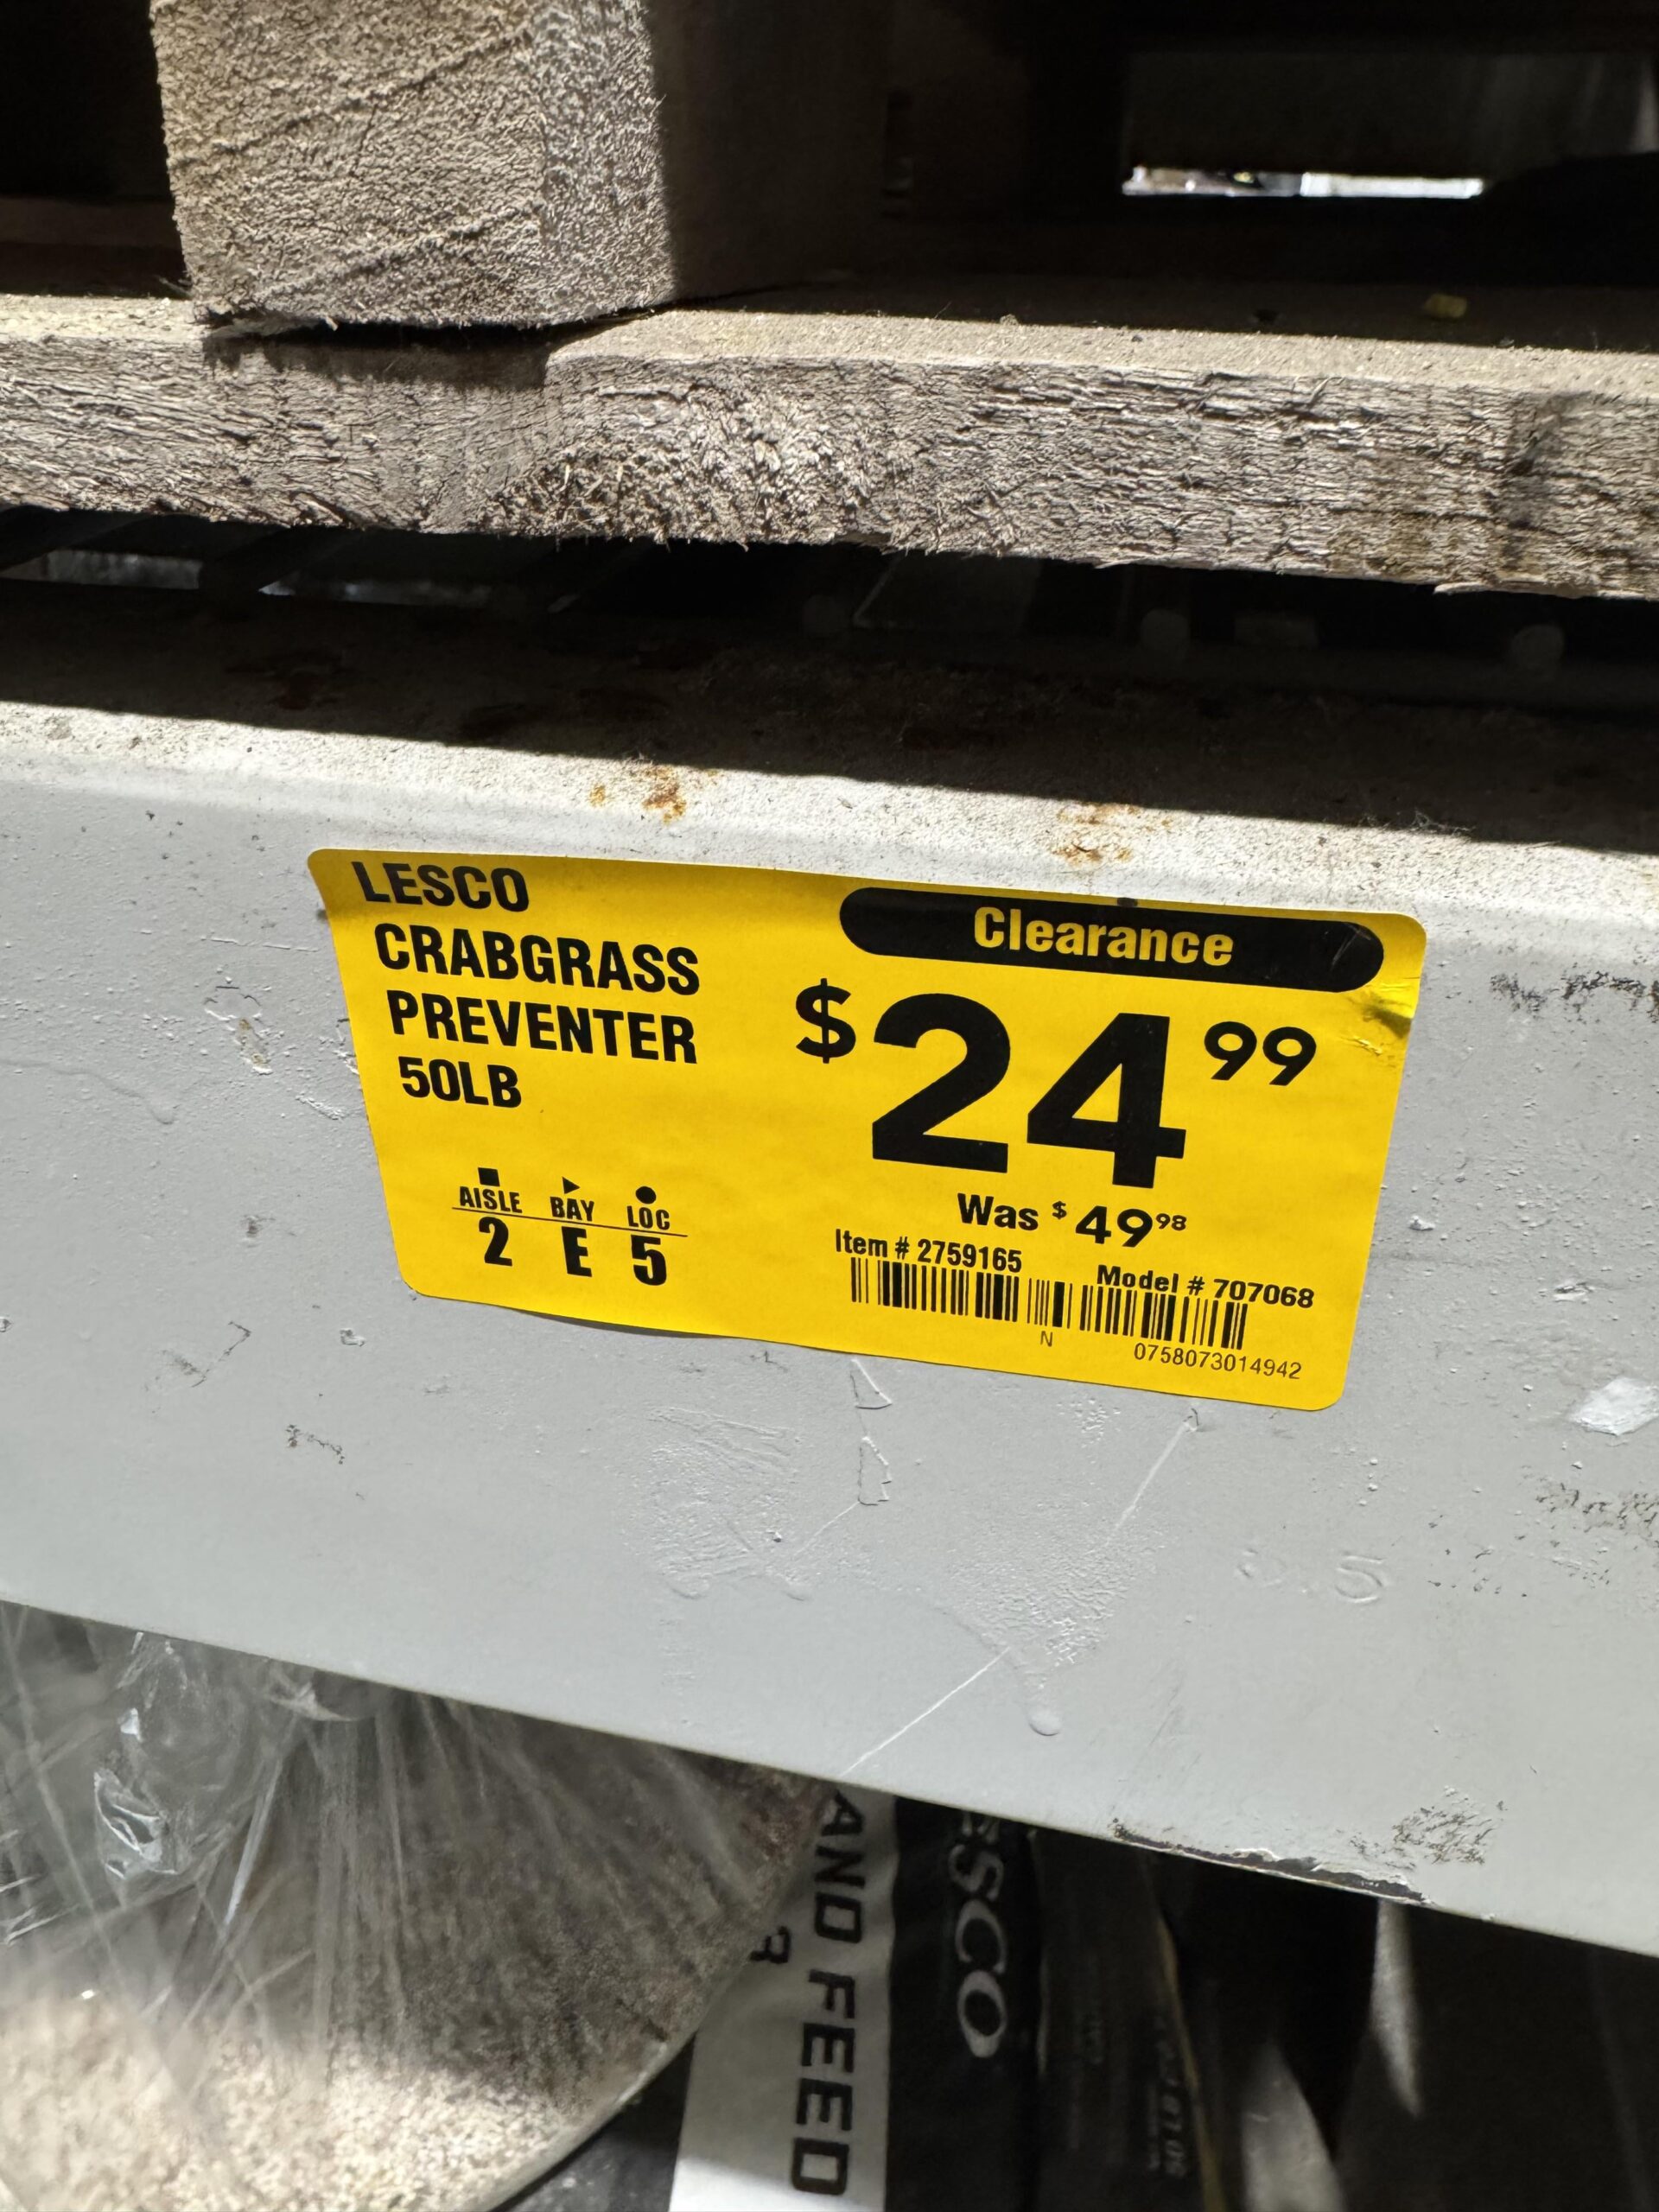 LESCO
CRABGRASS
PREVENTER
50LB
AISLE BAY LOC
2 E 5
Clearance
$24 99
Was $49 98
Item # 2759165
Model # 707068
N
0758073014942
AND FEED
ESCO